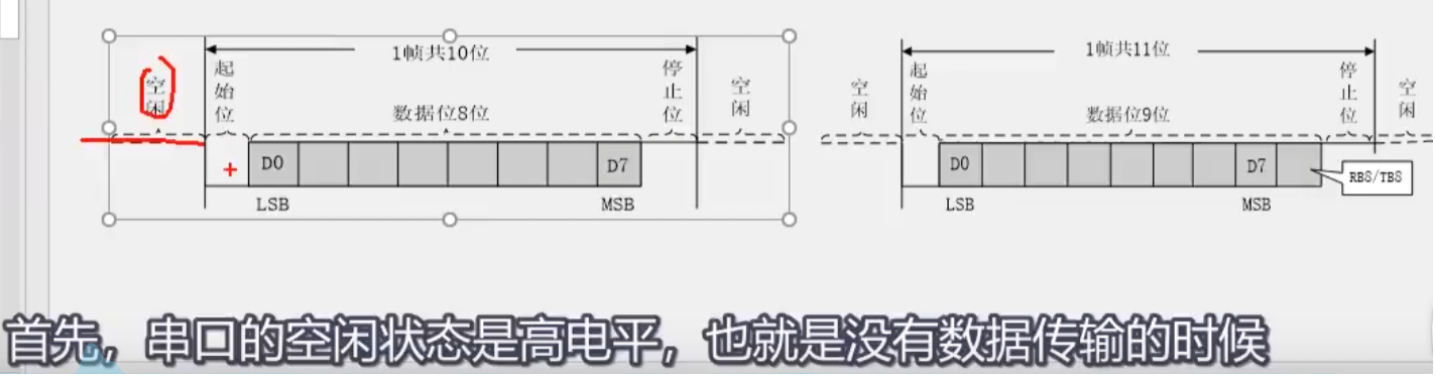 1帧共10位
空闲
起始位
数据位8位
停止位
空闲
D0
D7
LSB
MSB
1帧共11位
空闲
起始位
数据位9位
停止位
空闲
D0
D7
RB8/TB8
LSB
MSB
首先，串口的空闲状态是高电平，也就是没有数据传输的时候